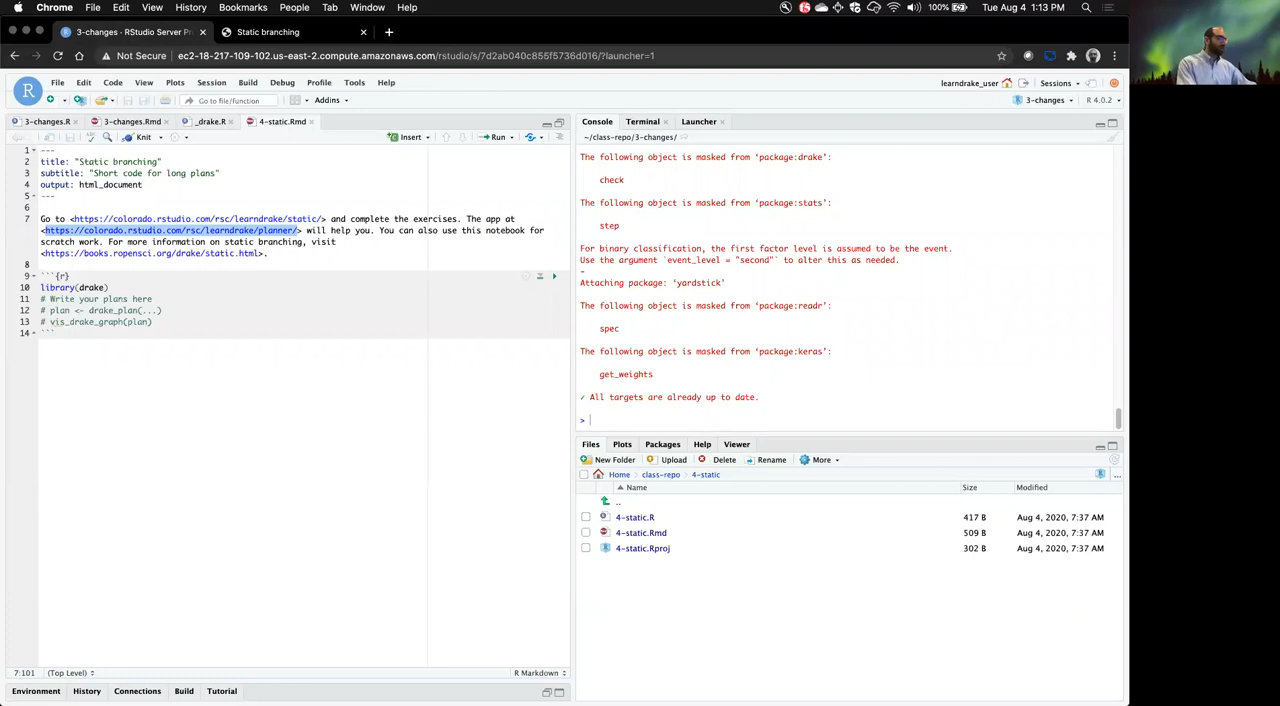 Chrome File Edit View History Bookmarks People Tab Window Help 100% Tue Aug 4 1:13 PM
3-changes - RStudio Server Pr Static branching
Not Secure ec2-18-217-109-102.us-east-2.compute.amazonaws.com/rstudio/s/7d2ab040c855f5736d016/?launcher=1
R File Edit Code View Plots Session Build Debug Profile Tools Help learndrake_user Sessions
Go to file/function Addins 3-changes R 4.0.2
3-changes.R 3-changes.Rmd _drake.R 4-static.Rmd
Knit Insert Run
1 ---
2 title: "Static branching"
3 subtitle: "Short code for long plans"
4 output: html_document
5 ---
6
7 Go to <https://colorado.rstudio.com/rsc/learndrake/static/> and complete the exercises. The app at
<https://colorado.rstudio.com/rsc/learndrake/planner/> will help you. You can also use this notebook for
scratch work. For more information on static branching, visit
<https://books.ropensci.org/drake/static.html>.
8
9 ```{r}
10 library(drake)
11 # Write your plans here
12 # plan <- drake_plan(...)
13 # vis_drake_graph(plan)
14 ```
7:101 (Top Level) R Markdown
Environment History Connections Build Tutorial
Console Terminal Launcher
~/class-repo/3-changes/
The following object is masked from ‘package:drake’:
check
The following object is masked from ‘package:stats’:
step
For binary classification, the first factor level is assumed to be the event.
Use the argument `event_level = "second"` to alter this as needed.
-
Attaching package: ‘yardstick’
The following object is masked from ‘package:readr’:
spec
The following object is masked from ‘package:keras’:
get_weights
✓ All targets are already up to date.
>
Files Plots Packages Help Viewer
New Folder Upload Delete Rename More
Home class-repo 4-static ...
Name Size Modified
..
4-static.R 417 B Aug 4, 2020, 7:37 AM
4-static.Rmd 509 B Aug 4, 2020, 7:37 AM
4-static.Rproj 302 B Aug 4, 2020, 7:37 AM